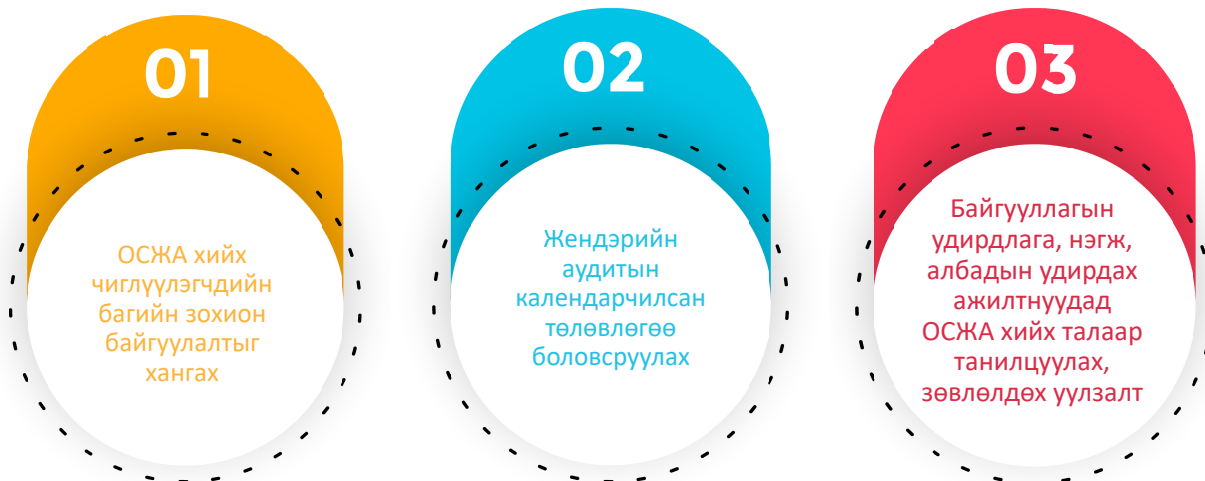 01
ОСЖА хийх
чиглүүлэгчдийн
багийн зохион
байгуулалтыг
хангах
02
Жендэрийн
аудитын
календарчилсан
төлөвлөгөө
боловсруулах
03
Байгууллагын
удирдлага, нэгж,
албадын удирдах
ажилтнуудад
ОСЖА хийх талаар
танилцуулах,
зөвлөлдөх уулзалт